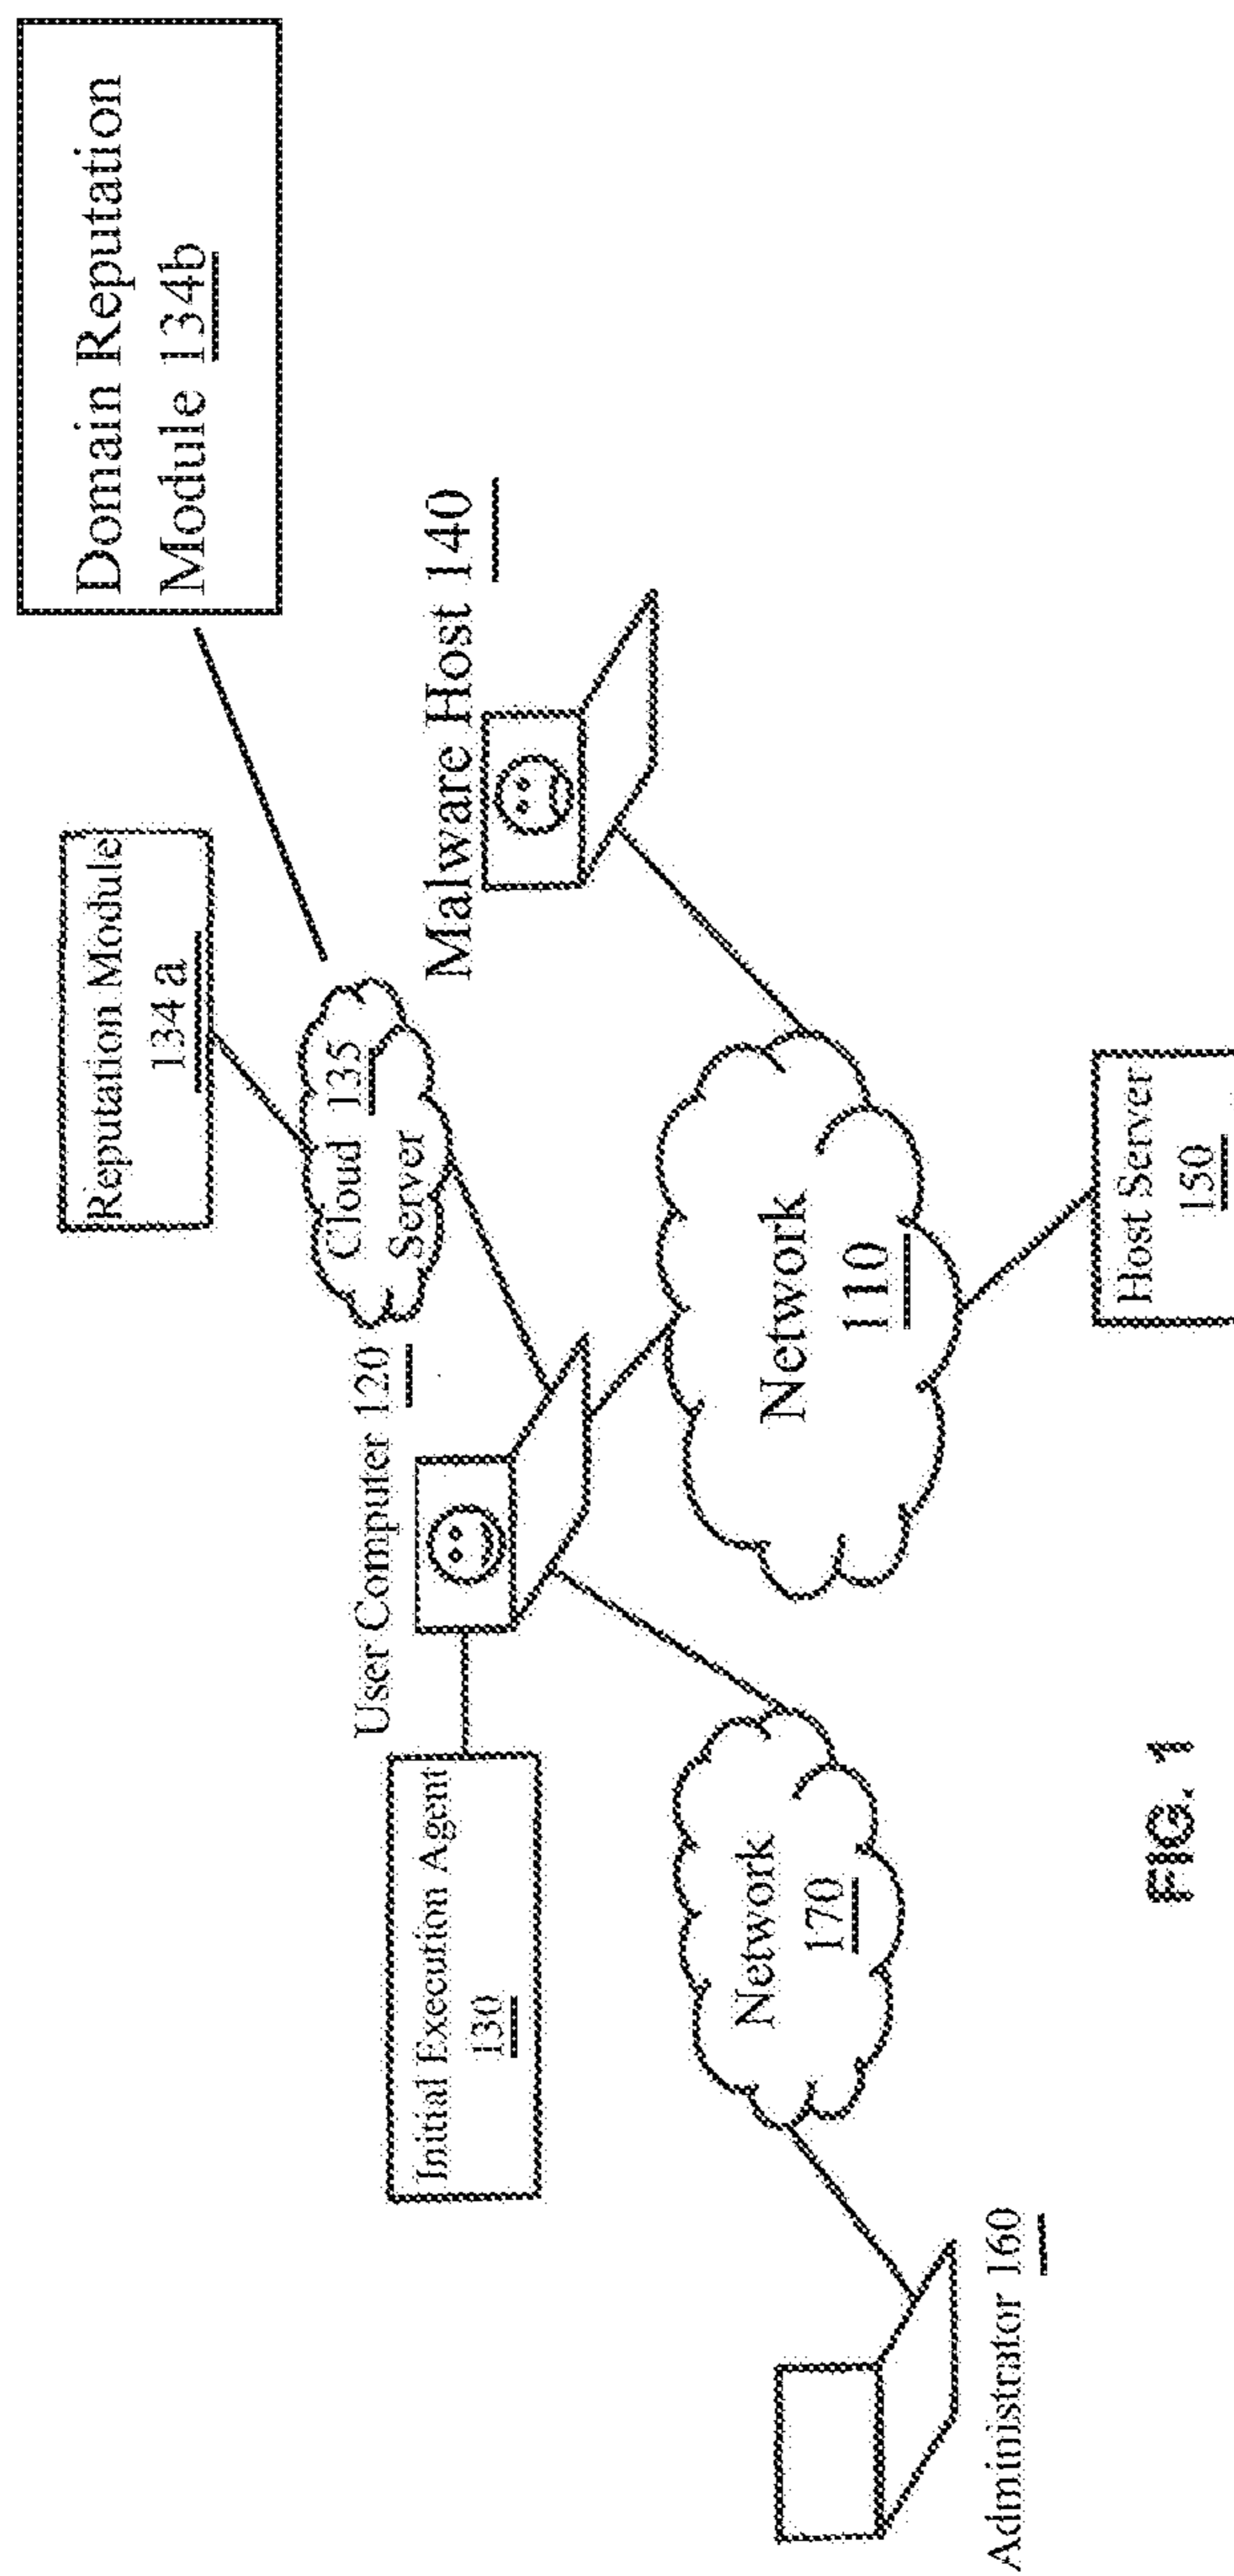 Domain Reputation
Module 134b
Reputation Module
134a
Cloud 135
Server
Malware Host 140
User Computer 120
Initial Execution Agent
130
Network
110
Network
170
Host Server
150
Administrator 160
FIG. 1